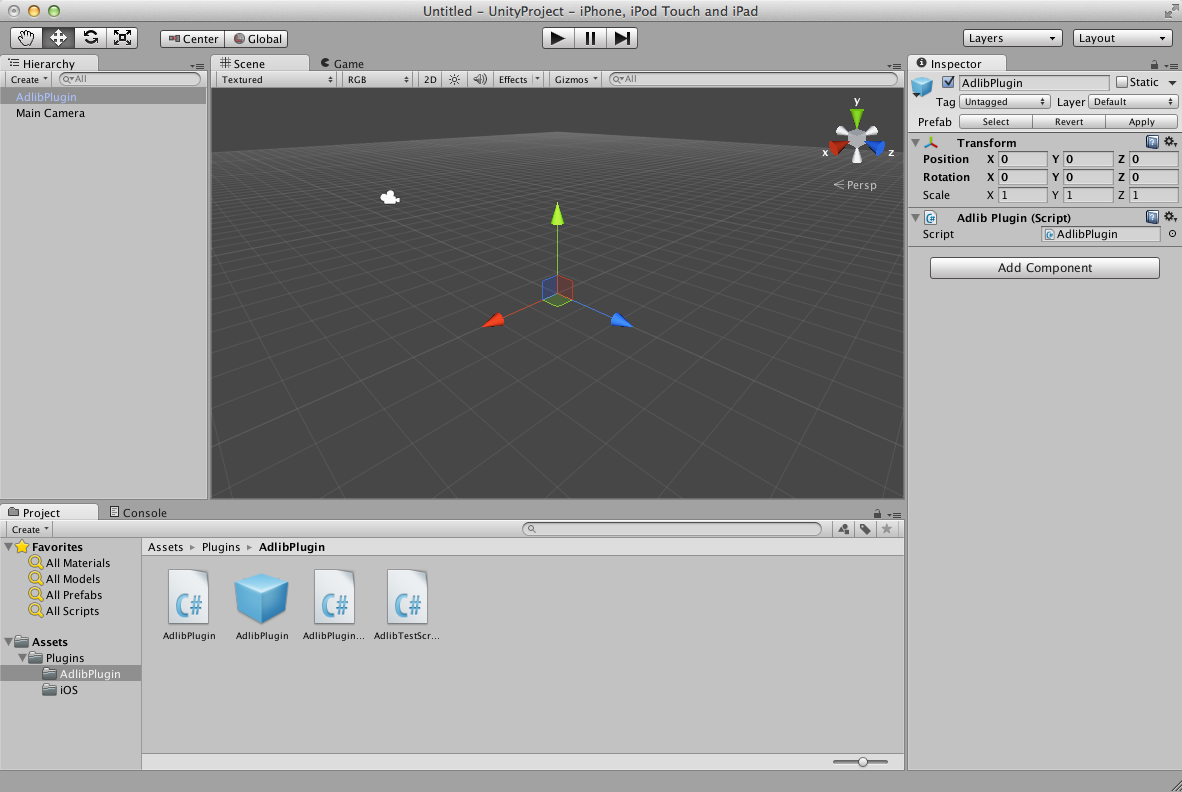 Untitled - UnityProject - iPhone, iPod Touch and iPad
Center Global Layers Layout
Hierarchy
Create All
AdlibPlugin
Main Camera
Scene Game
Textured RGB 2D Effects Gizmos All
y
x z
Persp
Inspector
AdlibPlugin Static
Tag Untagged Layer Default
Prefab Select Revert Apply
Transform
Position X 0 Y 0 Z 0
Rotation X 0 Y 0 Z 0
Scale X 1 Y 1 Z 1
C# Adlib Plugin (Script)
Script AdlibPlugin
Add Component
Project Console
Create
Favorites
All Materials
All Models
All Prefabs
All Scripts
Assets
Plugins
AdlibPlugin
iOS
Assets Plugins AdlibPlugin
C# C# C#
AdlibPlugin AdlibPlugin AdlibPlugin... AdlibTestScr...